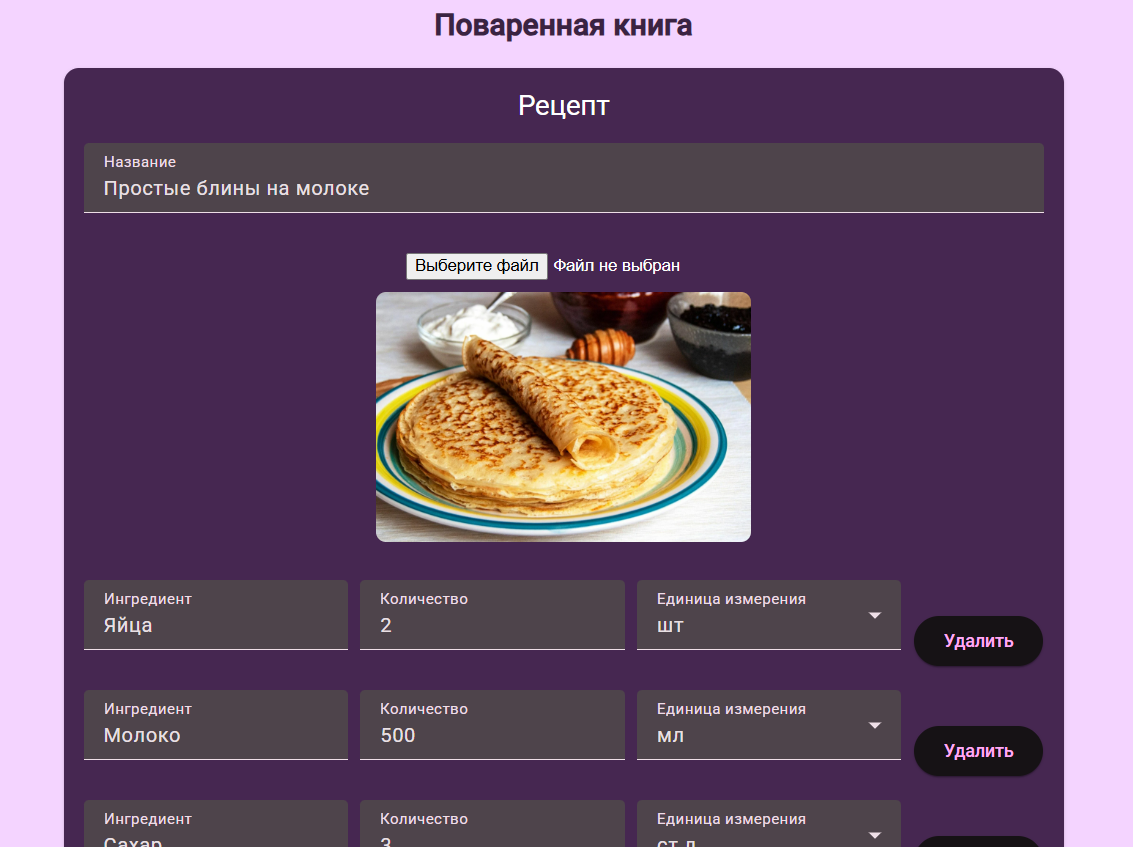 Поваренная книга
Рецепт
Название
Простые блины на молоке
Выберите файл Файл не выбран
Ингредиент Количество Единица измерения
Яйца 2 шт
Удалить
Ингредиент Количество Единица измерения
Молоко 500 мл
Удалить
Ингредиент Количество Единица измерения
Сахар 3 ст.л